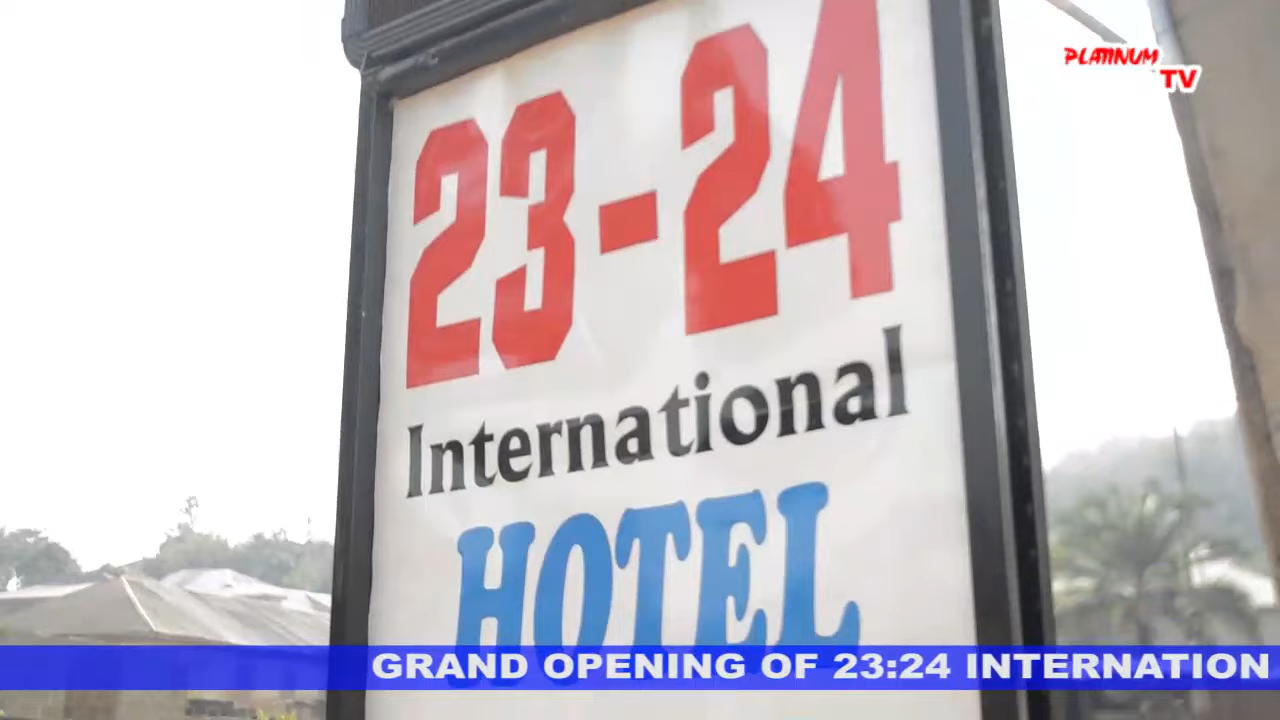 PLATINUM
TV
23-24
International
HOTEL
GRAND OPENING OF 23:24 INTERNATION